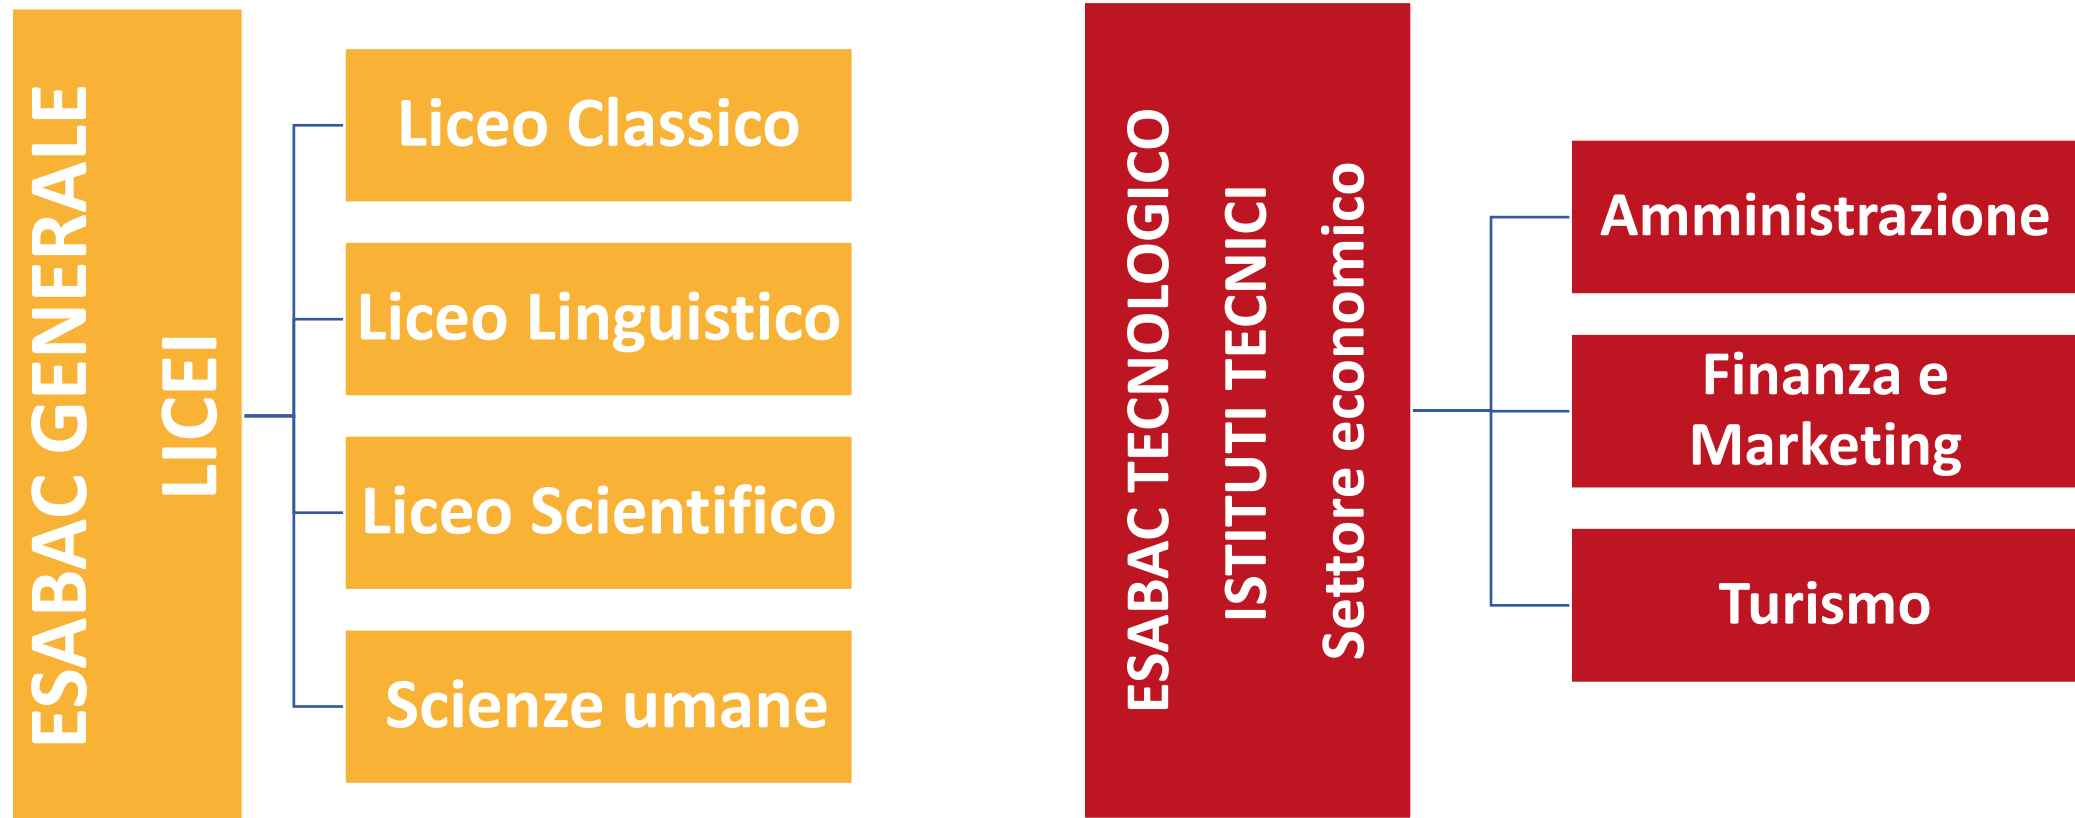 ESABAC GENERALE
LICEI
Liceo Classico
Liceo Linguistico
Liceo Scientifico
Scienze umane
ESABAC TECNOLOGICO
ISTITUTI TECNICI
Settore economico
Amministrazione
Finanza e
Marketing
Turismo